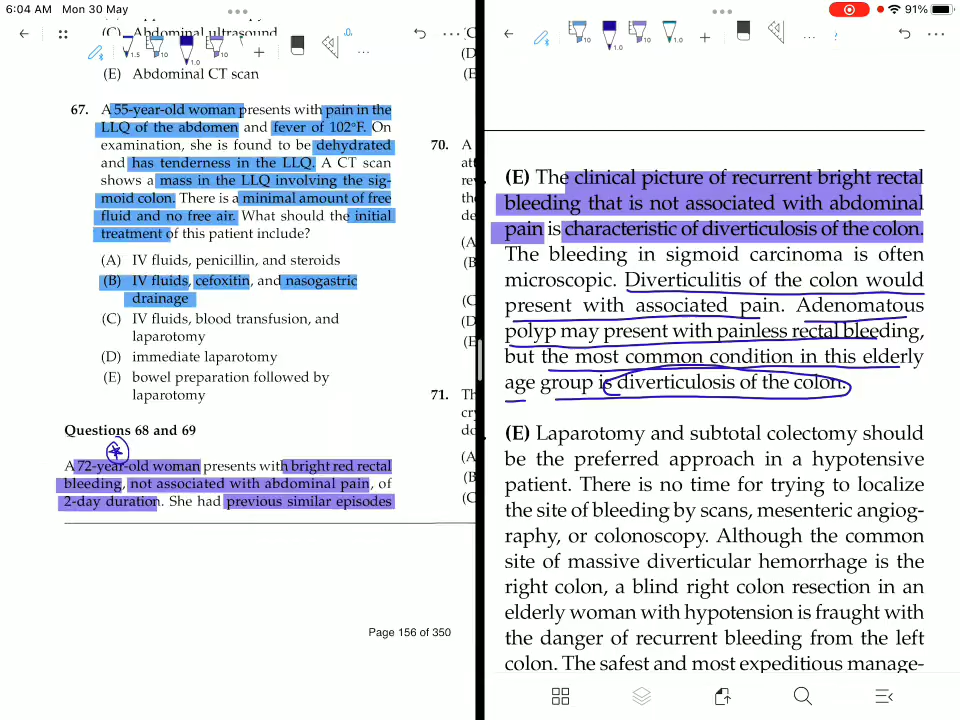 6:04 AM Mon 30 May
91%
(C) Abdominal ultrasound
(E) Abdominal CT scan
67. A 55-year-old woman presents with pain in the
LLQ of the abdomen and fever of 102°F. On
examination, she is found to be dehydrated
and has tenderness in the LLQ. A CT scan
shows a mass in the LLQ involving the sig-
moid colon. There is a minimal amount of free
fluid and no free air. What should the initial
treatment of this patient include?
(A) IV fluids, penicillin, and steroids
(B) IV fluids, cefoxitin, and nasogastric
drainage
(C) IV fluids, blood transfusion, and
laparotomy
(D) immediate laparotomy
(E) bowel preparation followed by
laparotomy
Questions 68 and 69
A 72-year-old woman presents with bright red rectal
bleeding, not associated with abdominal pain, of
2-day duration. She had previous similar episodes
Page 156 of 350
(D
(E
70. A
att
rev
the
de
(A
(B
(C
(D
(E
71. Th
cry
do
(A
(B
(C
(E) The clinical picture of recurrent bright rectal
bleeding that is not associated with abdominal
pain is characteristic of diverticulosis of the colon.
The bleeding in sigmoid carcinoma is often
microscopic. Diverticulitis of the colon would
present with associated pain. Adenomatous
polyp may present with painless rectal bleeding,
but the most common condition in this elderly
age group is diverticulosis of the colon.
(E) Laparotomy and subtotal colectomy should
be the preferred approach in a hypotensive
patient. There is no time for trying to localize
the site of bleeding by scans, mesenteric angiog-
raphy, or colonoscopy. Although the common
site of massive diverticular hemorrhage is the
right colon, a blind right colon resection in an
elderly woman with hypotension is fraught with
the danger of recurrent bleeding from the left
colon. The safest and most expeditious manage-